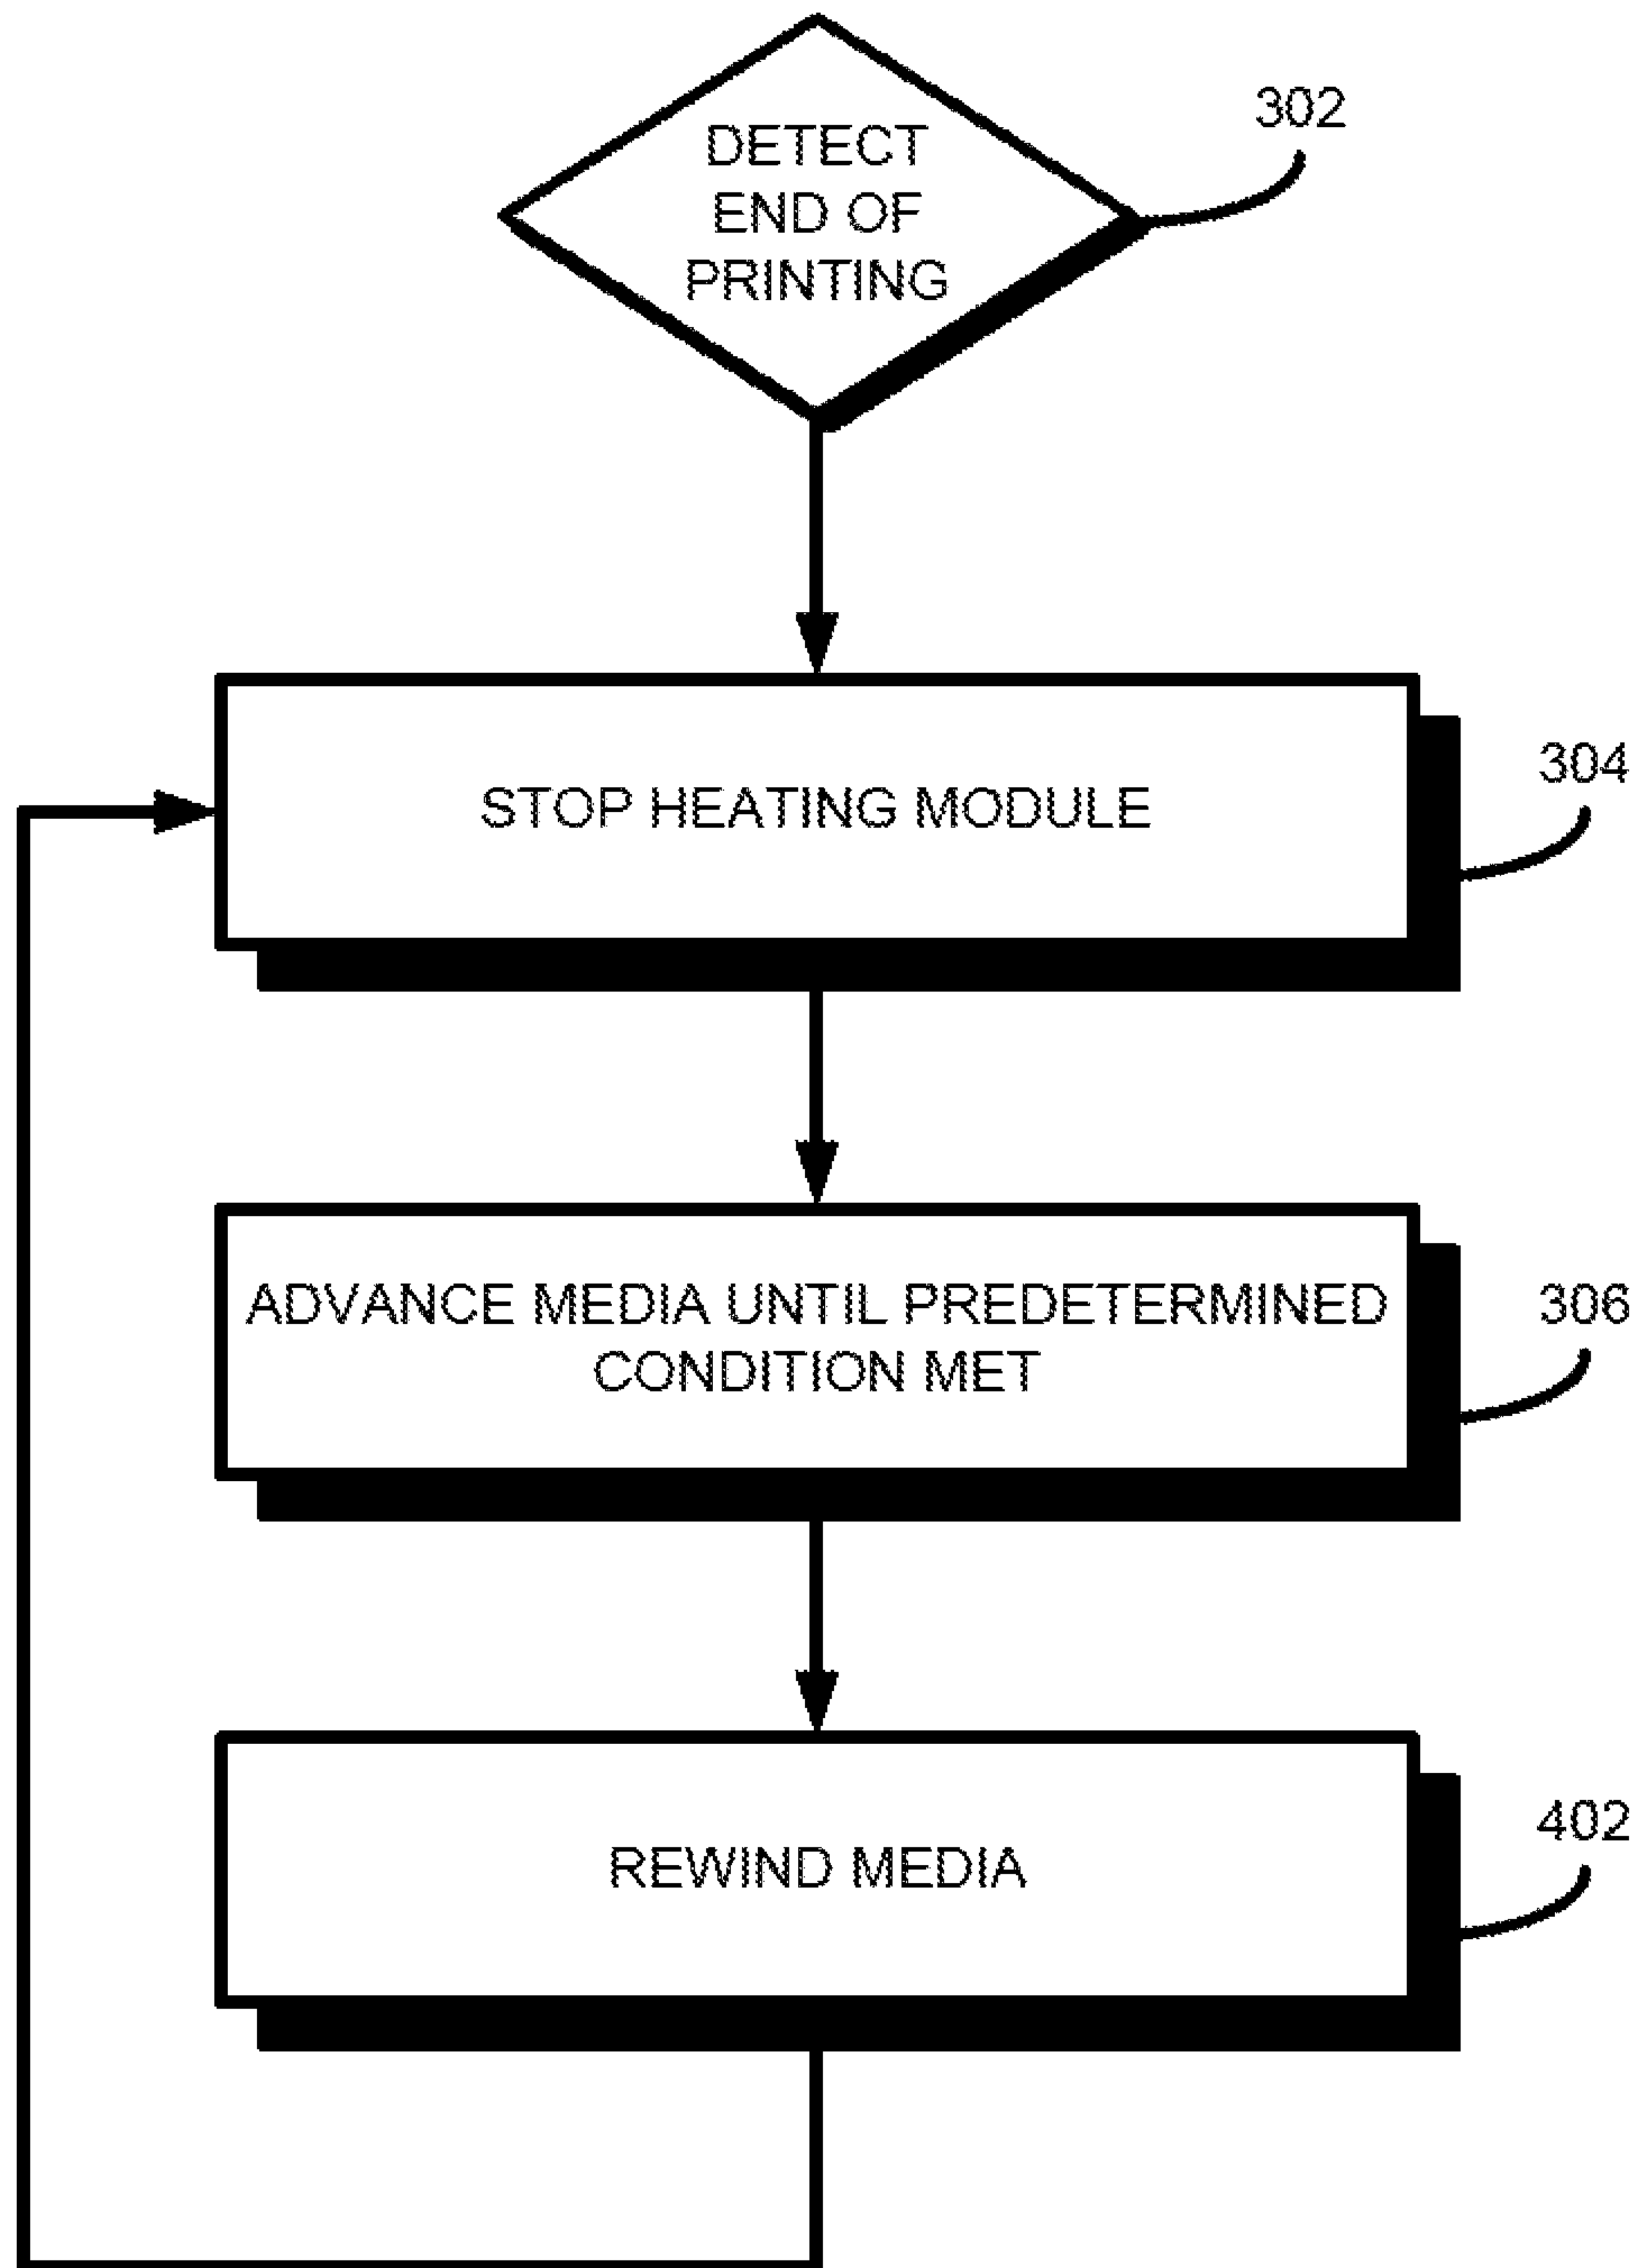 DETECT
END OF
PRINTING
302
STOP HEATING MODULE
304
ADVANCE MEDIA UNTIL PREDETERMINED
CONDITION MET
306
REWIND MEDIA
402